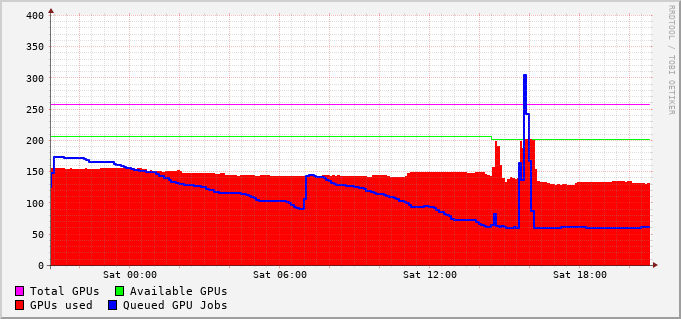 400
350
300
250
200
150
100
50
0
Sat 00:00 Sat 06:00 Sat 12:00 Sat 18:00
Total GPUs Available GPUs
GPUs used Queued GPU Jobs
RRDTOOL / TOBI OETIKER